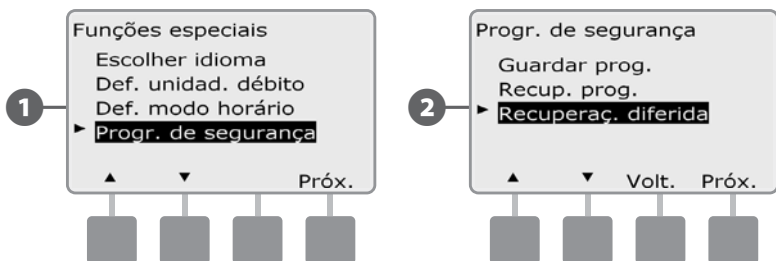 1
Funções especiais
Escolher idioma
Def. unidad. débito
Def. modo horário
► Progr. de segurança
▲ ▼ Próx.
2
Progr. de segurança
Guardar prog.
Recup. prog.
► Recuperaç. diferida
▲ ▼ Volt. Próx.